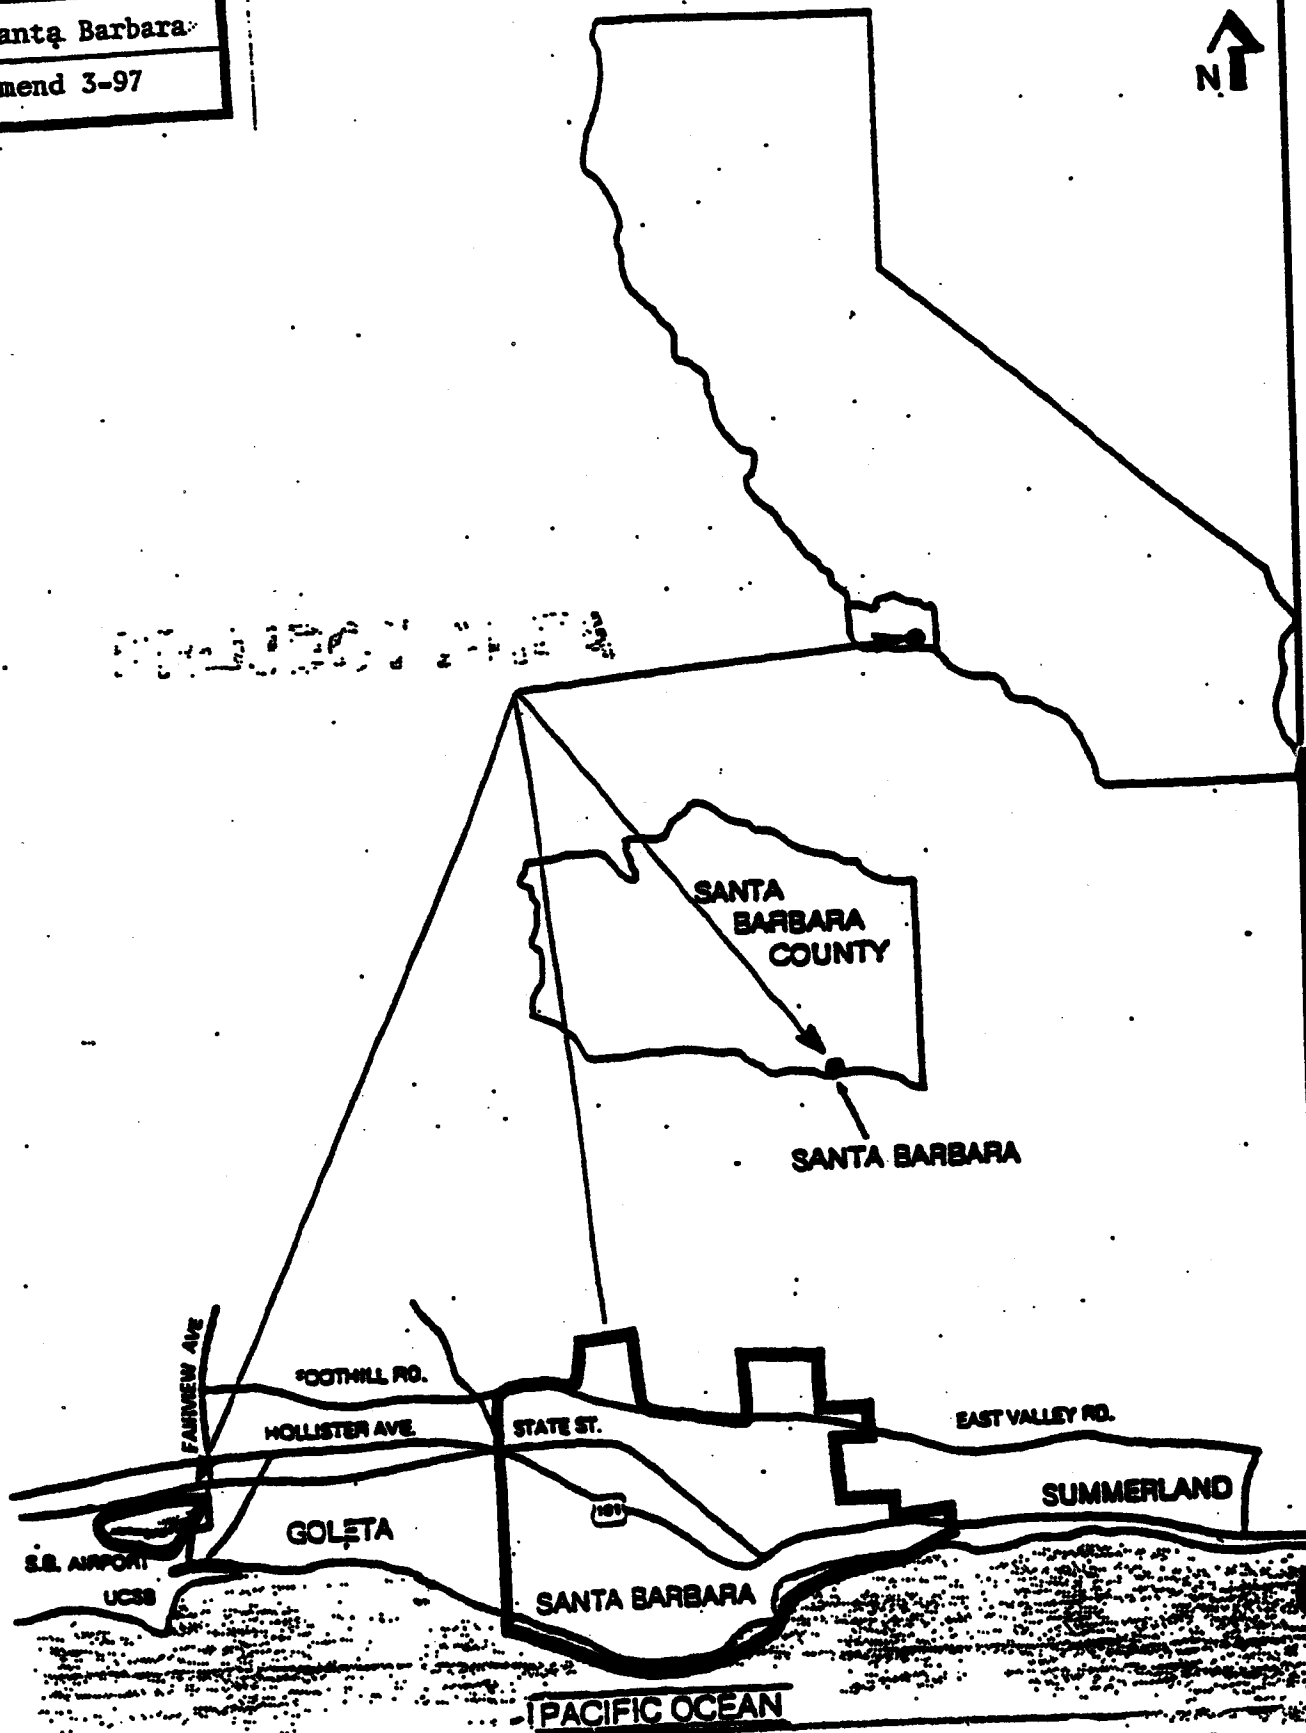 Santa Barbara
mend 3-97
N
SANTA
BARBARA
COUNTY
SANTA BARBARA
FAIRVIEW AVE
FOOTHILL RD.
HOLLISTER AVE.
STATE ST.
EAST VALLEY RD.
101
SUMMERLAND
GOLETA
S.B. AIRPORT
UCSB
SANTA BARBARA
PACIFIC OCEAN